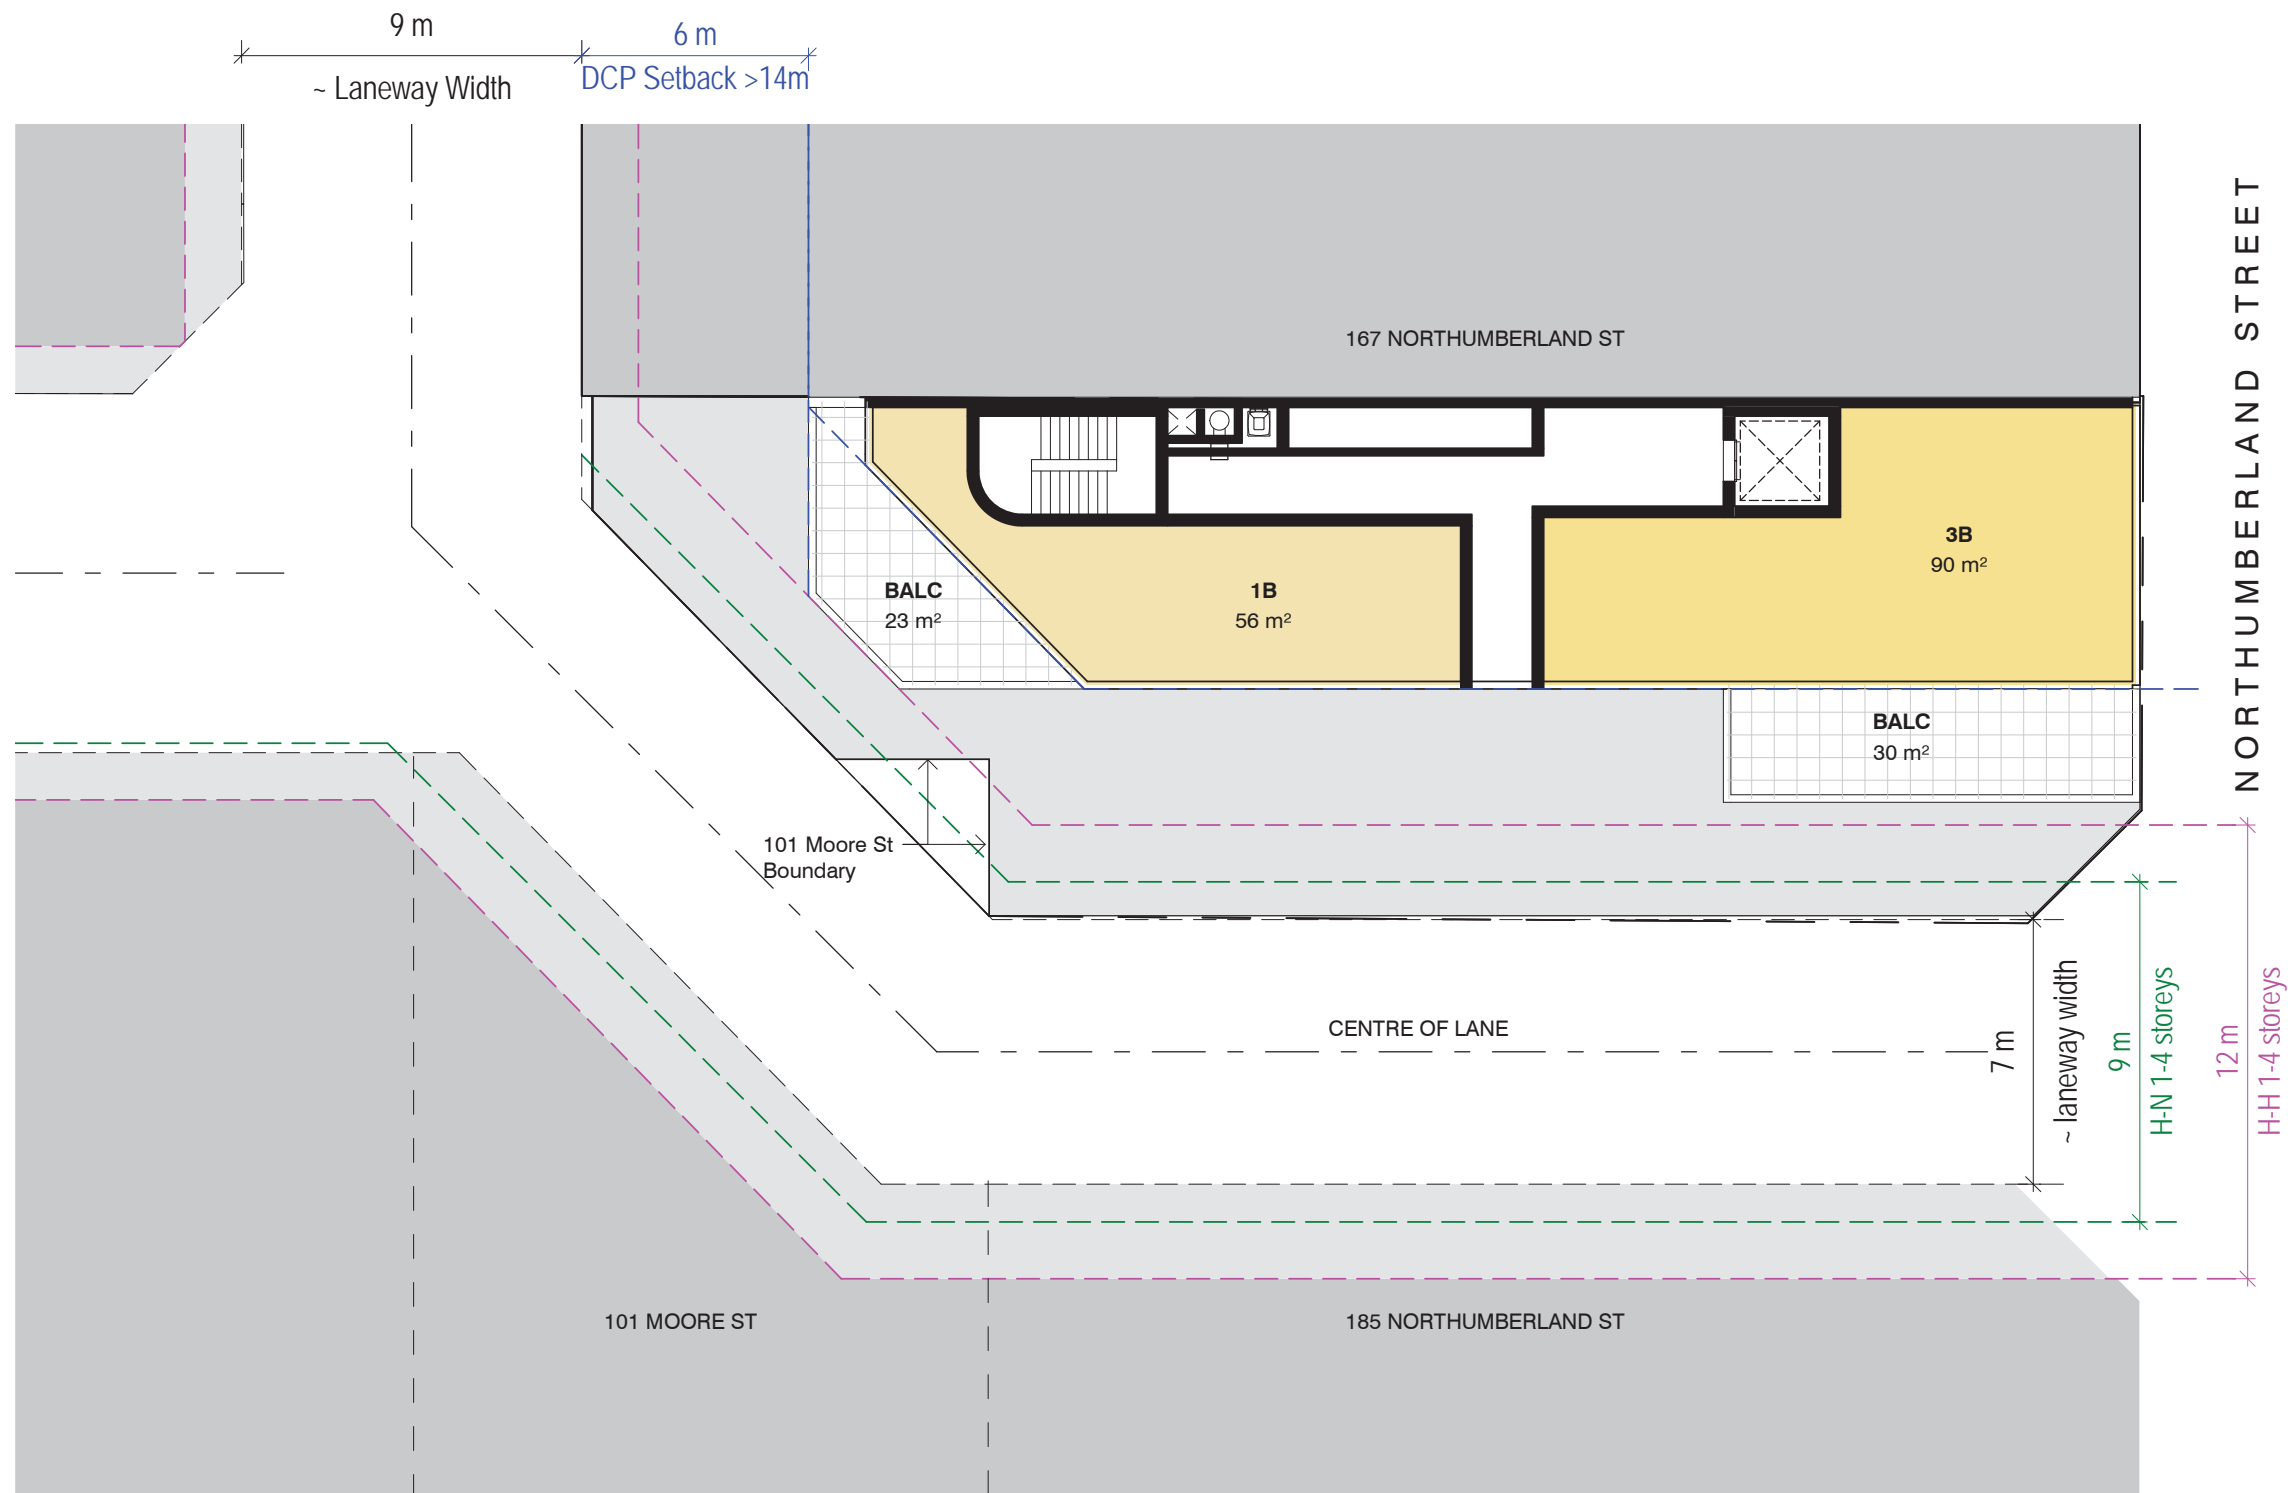 9 m
~ Laneway Width
6 m
DCP Setback >14m
167 NORTHUMBERLAND ST
NORTHUMBERLAND STREET
3B
90 m²
BALC
23 m²
1B
56 m²
BALC
30 m²
101 Moore St
Boundary
CENTRE OF LANE
7 m
~ laneway width
9 m
H-N 1-4 storeys
12 m
H-H 1-4 storeys
101 MOORE ST
185 NORTHUMBERLAND ST